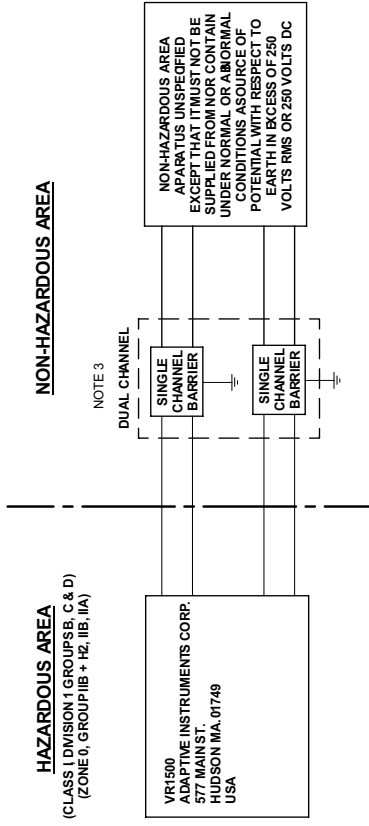 HAZARDOUS AREA
(CLASS I, DIVISION 1 GROUPS B, C & D)
(ZONE 0, GROUP IIB + H2, IIB, IIA)
NON-HAZARDOUS AREA
VR1500
ADAPTIVE INSTRUMENTS CORP.
577 MAIN ST.
HUDSON MA. 01749
USA
NOTE 3
DUAL CHANNEL
SINGLE
CHANNEL
BARRIER
SINGLE
CHANNEL
BARRIER
NON-HAZARDOUS AREA
APARATUS UNSPECIFIED
EXCEPT THAT IT MUST NOT BE
SUPPLIED FROM NOR CONTAIN
UNDER NORMAL OR ABNORMAL
CONDITIONS A SOURCE OF
POTENTIAL WITH RESPECT TO
EARTH IN EXCESS OF 250
VOLTS RMS OR 250 VOLTS DC